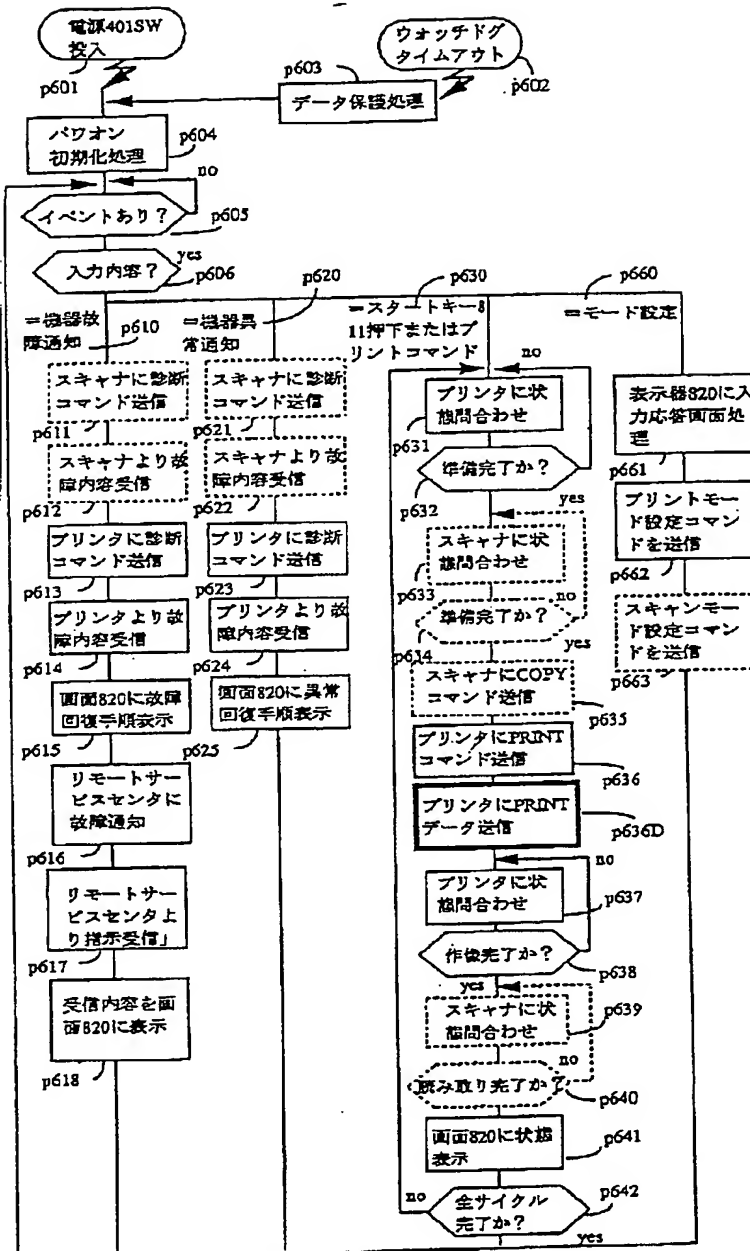 電源401SW
投入
p601
ウォッチドグ
タイムアウト
p602
p603
データ保護処理
パワオン
初期化処理
p604
no
イベントあり？
p605
yes
入力内容？
p606
＝機器故
障通知
p610
スキャナに診断
コマンド送信
p611
スキャナより故
障内容受信
p612
プリンタに診断
コマンド送信
p613
プリンタより故
障内容受信
p614
画面820に故障
回復手順表示
p615
リモートサー
ビスセンタに
故障通知
p616
リモートサー
ビスセンタよ
り指示受信」
p617
受信内容を画
面820に表示
p618
p620
＝機器異
常通知
スキャナに診断
コマンド送信
p621
スキャナより故
障内容受信
p622
プリンタに診断
コマンド送信
p623
プリンタより故
障内容受信
p624
画面820に異常
回復手順表示
p625
p630
＝スタートキー8
11押下またはプ
リントコマンド
no
プリンタに状
態問合わせ
p631
準備完了か？
p632
yes
スキャナに状
態問合わせ
p633
no
準備完了か？
p634
yes
スキャナにCOPY
コマンド送信
p635
プリンタにPRINT
コマンド送信
p636
プリンタにPRINT
データ送信
p636D
no
プリンタに状
態問合わせ
p637
作像完了か？
p638
yes
スキャナに状
態問合わせ
p639
no
読み取り完了か？
p640
画面820に状態
表示
p641
no
全サイクル
完了か？
p642
yes
p660
＝モード設定
表示器820に入
力応答画面処
理
p661
プリントモー
ド設定コマン
ドを送信
p662
スキャンモー
ド設定コマン
ドを送信
p663